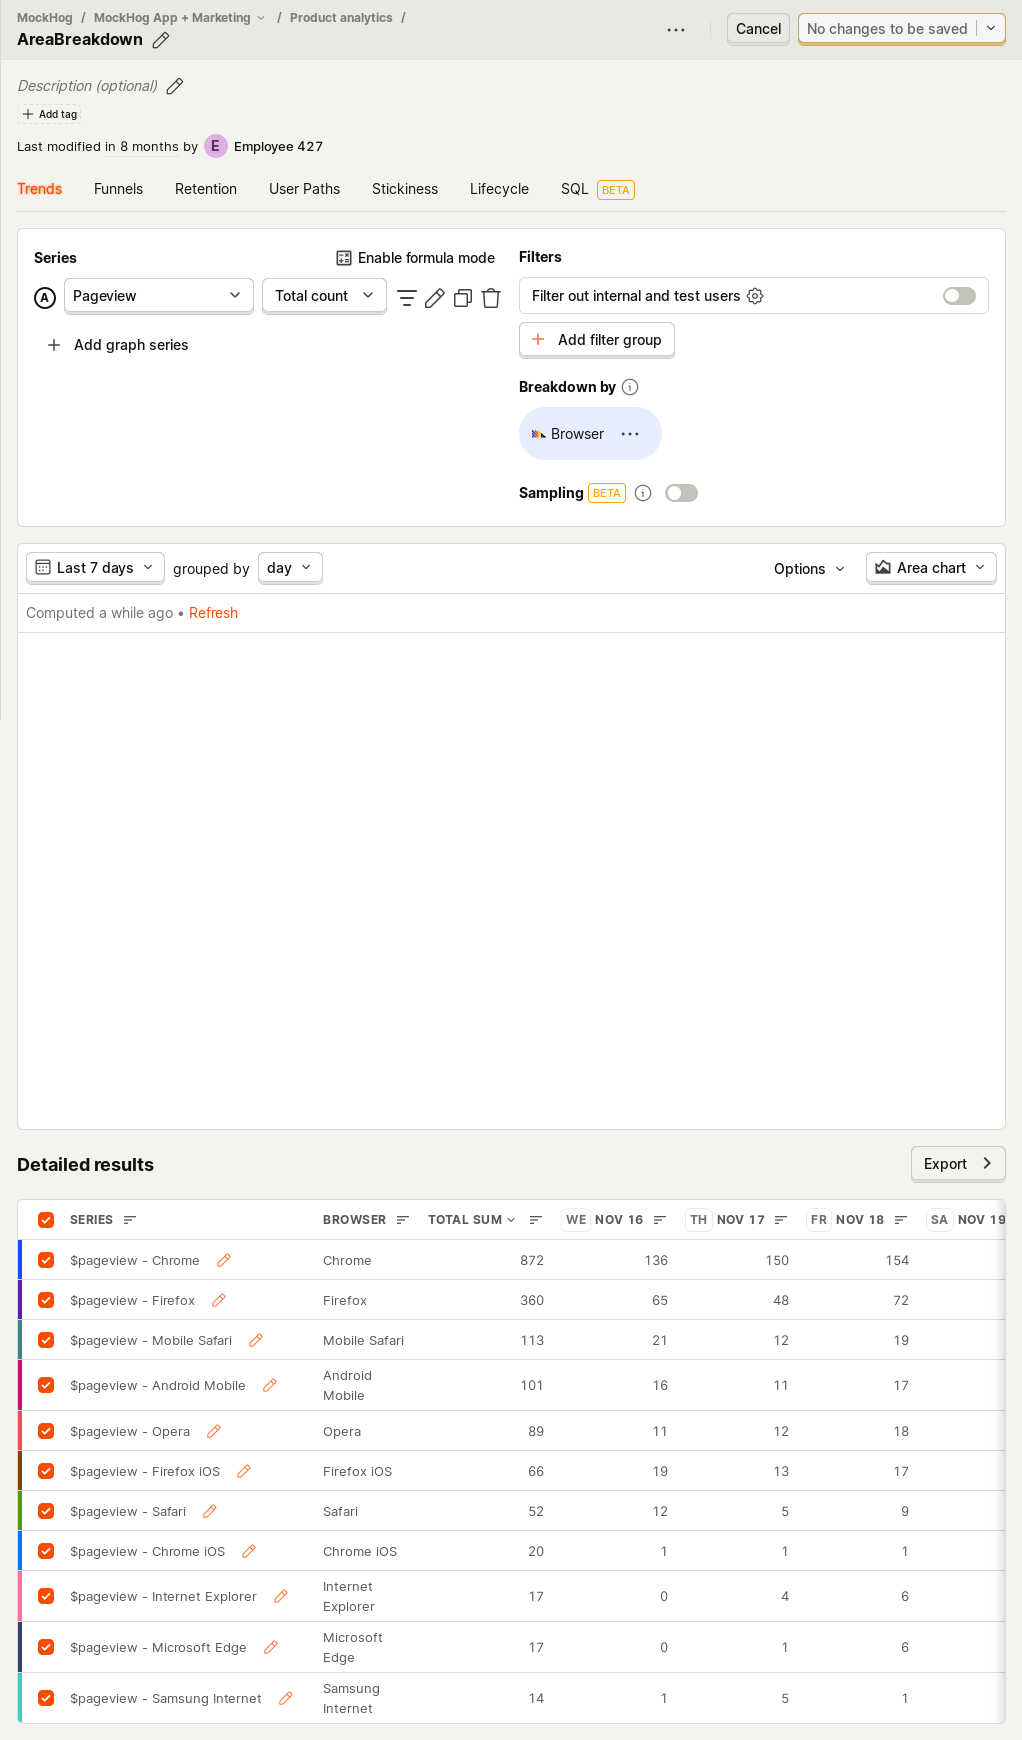 MockHog / MockHog App + Marketing / Product analytics /
AreaBreakdown
Cancel
No changes to be saved
Description (optional)
Add tag
Last modified in 8 months by E Employee 427
Trends Funnels Retention User Paths Stickiness Lifecycle SQL BETA
Series Enable formula mode
A Pageview Total count
Add graph series
Filters
Filter out internal and test users
Add filter group
Breakdown by
Browser
Sampling BETA
Last 7 days grouped by day Options Area chart
Computed a while ago • Refresh
Detailed results Export
SERIES BROWSER TOTAL SUM WE NOV 16 TH NOV 17 FR NOV 18 SA NOV 19
$pageview - Chrome Chrome 872 136 150 154
$pageview - Firefox Firefox 360 65 48 72
$pageview - Mobile Safari Mobile Safari 113 21 12 19
$pageview - Android Mobile Android Mobile 101 16 11 17
$pageview - Opera Opera 89 11 12 18
$pageview - Firefox iOS Firefox iOS 66 19 13 17
$pageview - Safari Safari 52 12 5 9
$pageview - Chrome iOS Chrome iOS 20 1 1 1
$pageview - Internet Explorer Internet Explorer 17 0 4 6
$pageview - Microsoft Edge Microsoft Edge 17 0 1 6
$pageview - Samsung Internet Samsung Internet 14 1 5 1